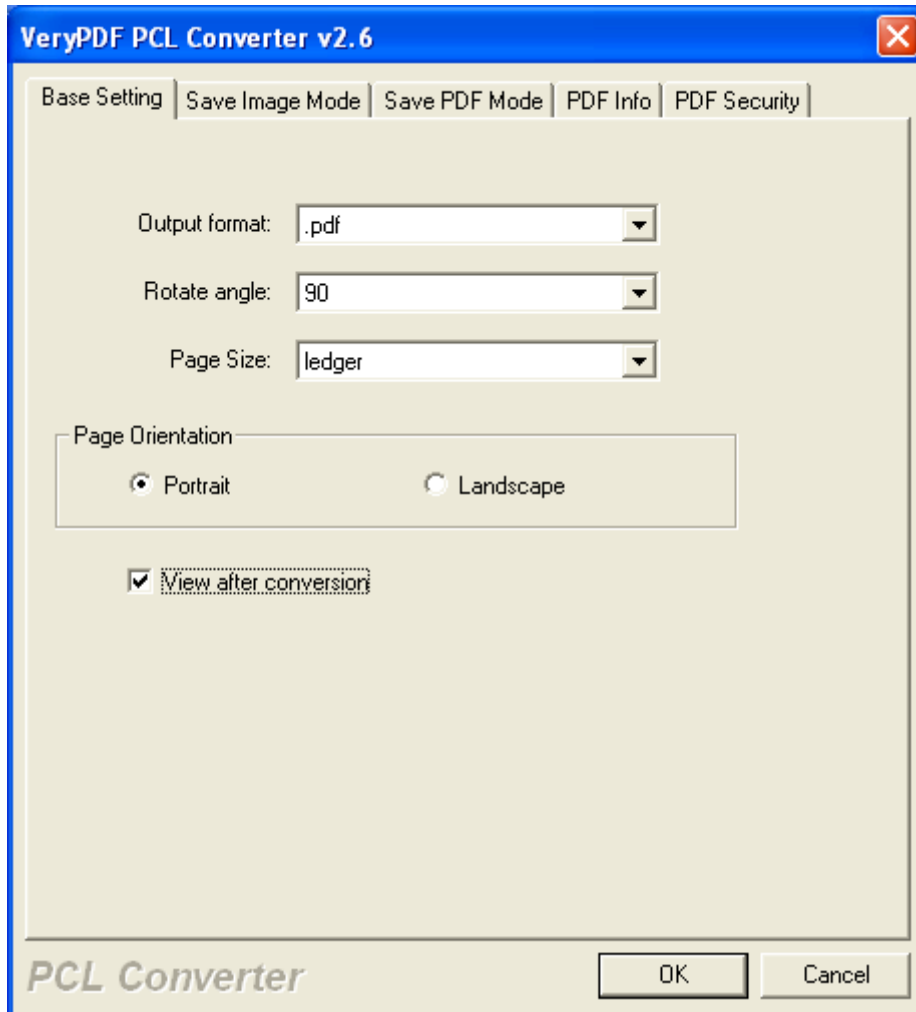 VeryPDF PCL Converter v2.6
Base Setting Save Image Mode Save PDF Mode PDF Info PDF Security
Output format: .pdf
Rotate angle: 90
Page Size: ledger
Page Orientation
Portrait Landscape
View after conversion
PCL Converter OK Cancel